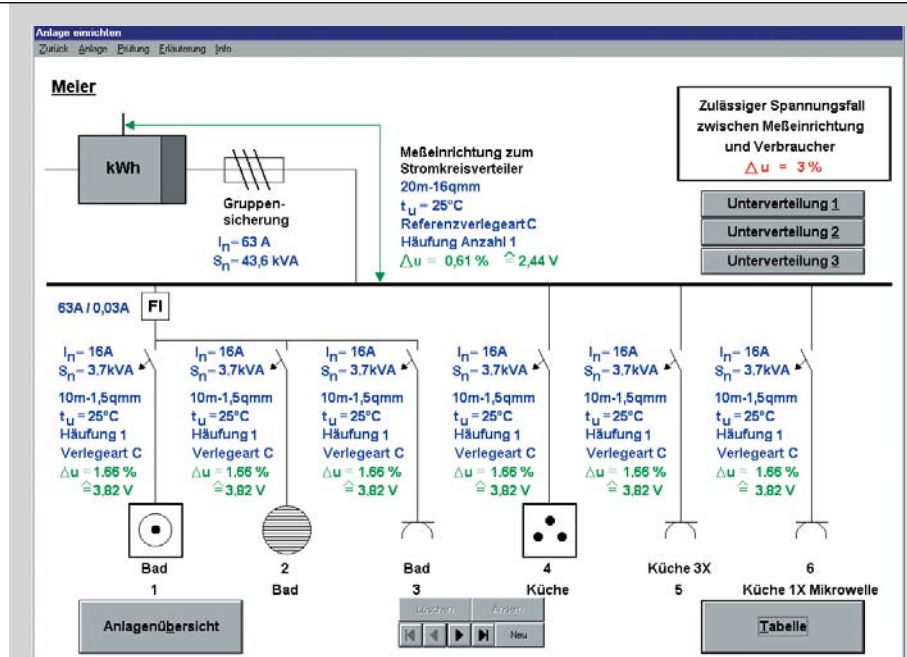 Anlage einrichten
Zurück Anlage Prüfung Erläuterung Info
Meier
kWh
Gruppen-
sicherung
In= 63 A
Sn= 43,6 kVA
Meßeinrichtung zum
Stromkreisverteiler
20m-16qmm
tu = 25°C
Referenzverlegeart C
Häufung Anzahl 1
△u = 0,61 % ≙ 2,44 V
Zulässiger Spannungsfall
zwischen Meßeinrichtung
und Verbraucher
△u = 3 %
Unterverteilung 1
Unterverteilung 2
Unterverteilung 3
63A / 0,03A FI
In= 16A
Sn= 3,7kVA
10m-1,5qmm
tu = 25°C
Häufung 1
Verlegeart C
△u = 1.66 %
≙ 3,82 V
Bad
1
In= 16A
Sn= 3,7kVA
10m-1,5qmm
tu = 25°C
Häufung 1
Verlegeart C
△u = 1.66 %
≙ 3,82 V
2
Bad
In= 16A
Sn= 3,7kVA
10m-1,5qmm
tu = 25°C
Häufung 1
Verlegeart C
△u = 1.66 %
≙ 3,82 V
Bad
3
In= 16A
Sn= 3,7kVA
10m-1,5qmm
tu = 25°C
Häufung 1
Verlegeart C
△u = 1.66 %
≙ 3,82 V
4
Küche
In= 16A
Sn= 3,7kVA
10m-1,5qmm
tu = 25°C
Häufung 1
Verlegeart C
△u = 1.66 %
≙ 3,82 V
Küche 3X
5
In= 16A
Sn= 3,7kVA
10m-1,5qmm
tu = 25°C
Häufung 1
Verlegeart C
△u = 1.66 %
≙ 3,82 V
6
Küche 1X Mikrowelle
Anlagenübersicht
Löschen Ändern
Neu
Tabelle